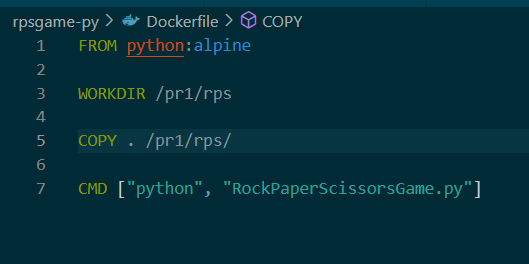 rpsgame-py > Dockerfile > COPY
1 FROM python:alpine
2
3 WORKDIR /pr1/rps
4
5 COPY . /pr1/rps/
6
7 CMD ["python", "RockPaperScissorsGame.py"]